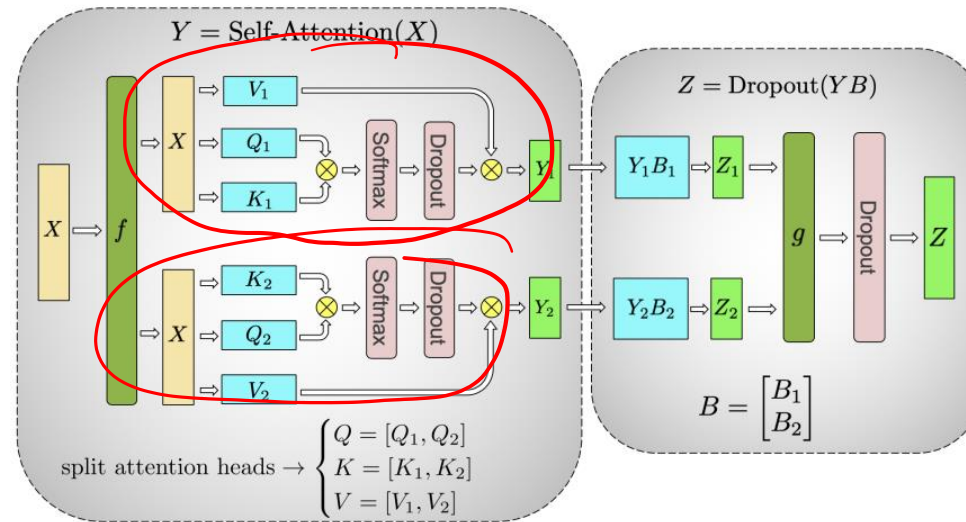 Y = Self-Attention(X)
X
f
X
V₁
Q₁
K₁
Softmax
Dropout
Y₁
X
K₂
Q₂
V₂
Softmax
Dropout
Y₂
split attention heads → { Q = [Q₁, Q₂]
K = [K₁, K₂]
V = [V₁, V₂]
Z = Dropout(YB)
Y₁B₁
Z₁
Y₂B₂
Z₂
g
Dropout
Z
B = [B₁
B₂]